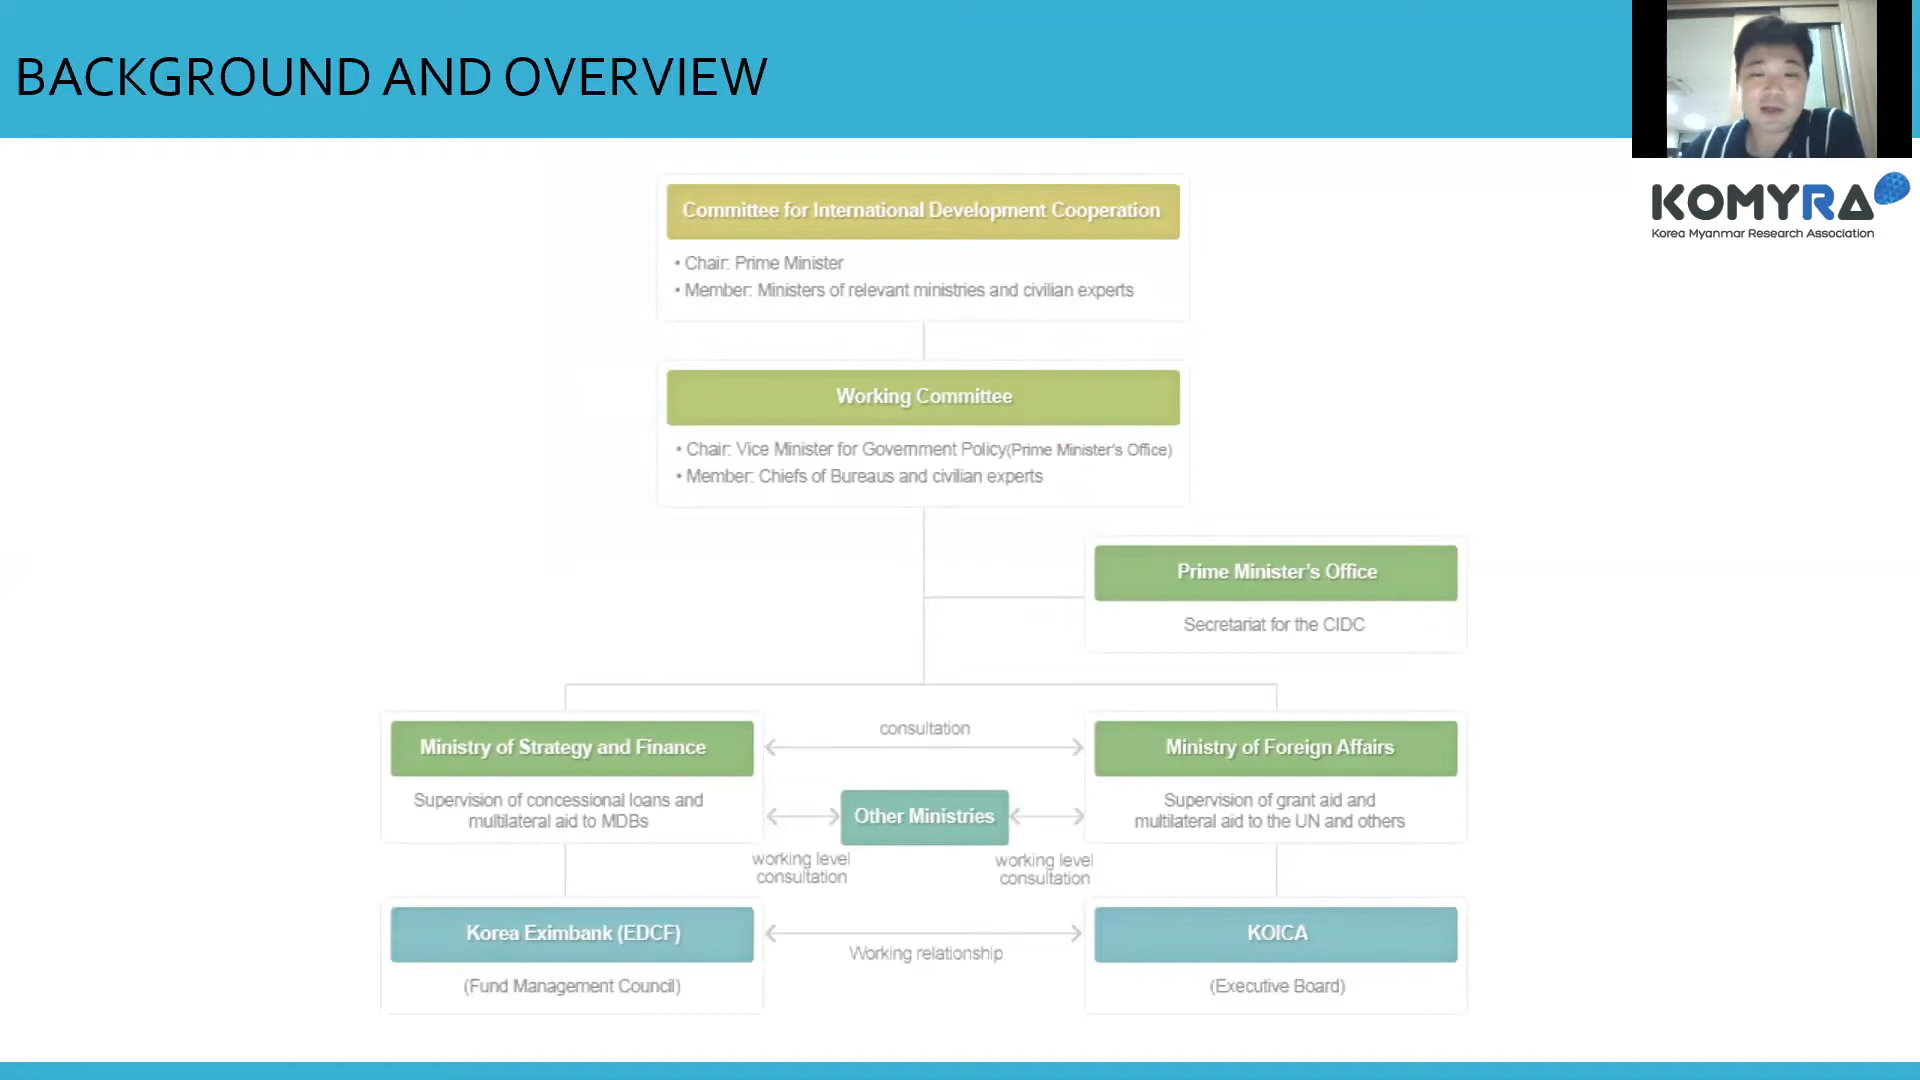 BACKGROUND AND OVERVIEW
KOMYRA
Korea Myanmar Research Association
Committee for International Development Cooperation
• Chair: Prime Minister
• Member: Ministers of relevant ministries and civilian experts
Working Committee
• Chair: Vice Minister for Government Policy(Prime Minister's Office)
• Member: Chiefs of Bureaus and civilian experts
Prime Minister's Office
Secretariat for the CIDC
Ministry of Strategy and Finance
Supervision of concessional loans and
multilateral aid to MDBs
consultation
Ministry of Foreign Affairs
Supervision of grant aid and
multilateral aid to the UN and others
Other Ministries
working level
consultation
working level
consultation
Korea Eximbank (EDCF)
(Fund Management Council)
Working relationship
KOICA
(Executive Board)